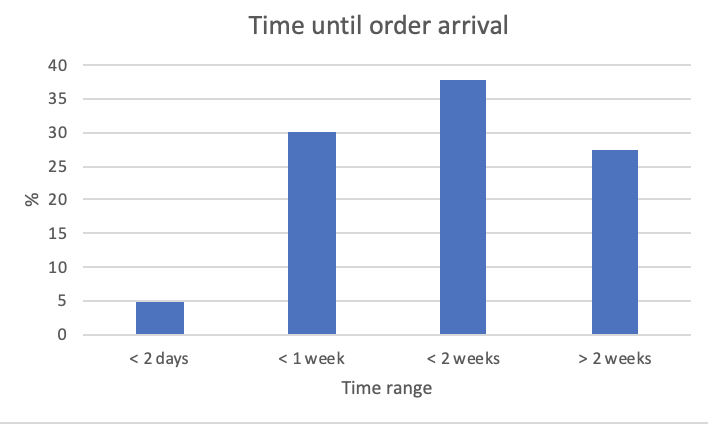 Time until order arrival
40
35
30
25
20
15
10
5
0
%
< 2 days
< 1 week
< 2 weeks
> 2 weeks
Time range